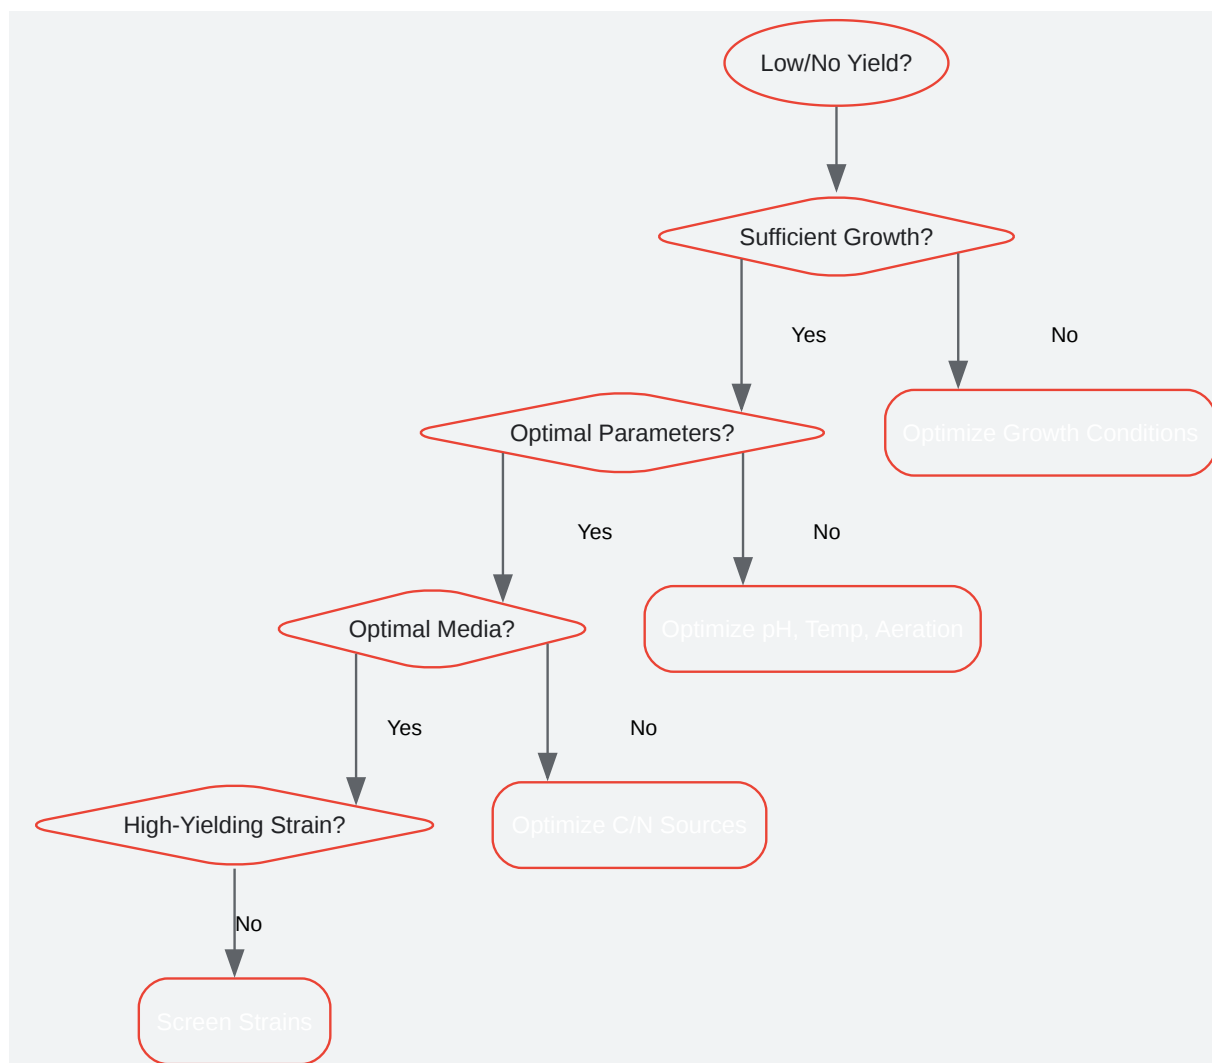 Low/No Yield?
Sufficient Growth?
Yes
No
Optimal Parameters?
Optimize Growth Conditions
Yes
No
Optimal Media?
Optimize pH, Temp, Aeration
Yes
No
High-Yielding Strain?
Optimize C/N Sources
No
Screen Strains